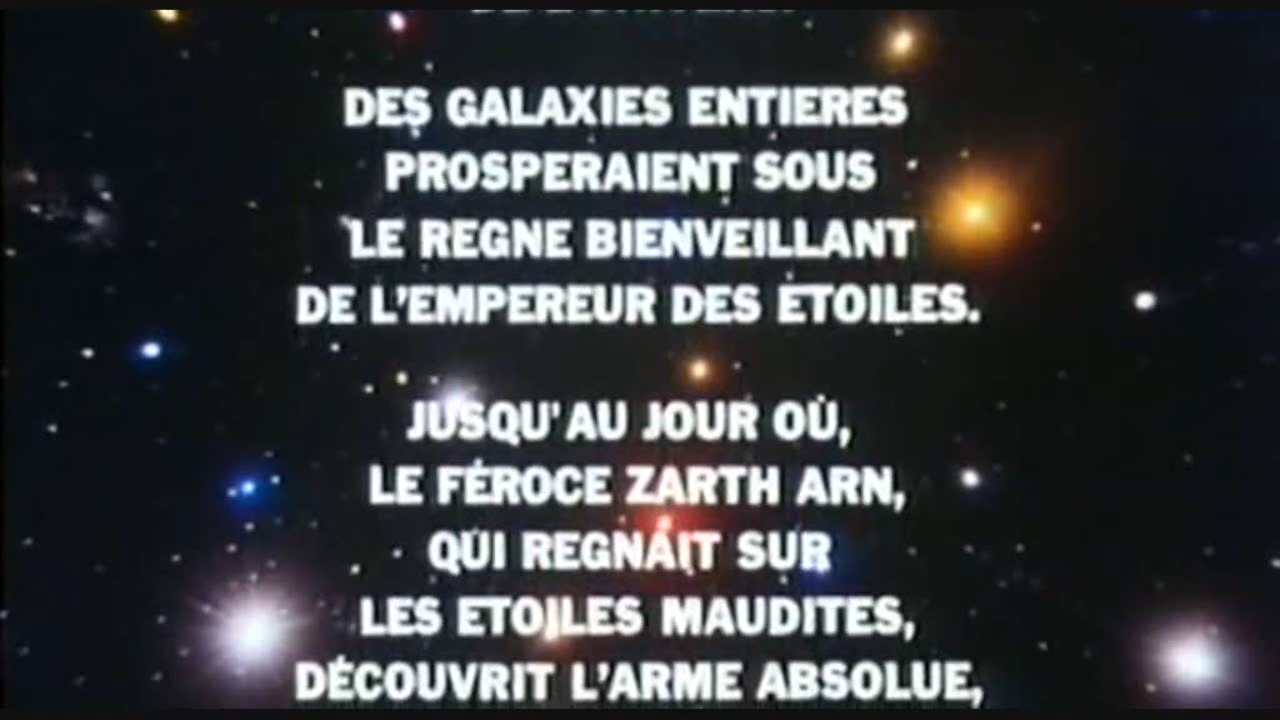 DES GALAXIES ENTIERES
PROSPERAIENT SOUS
LE REGNE BIENVEILLANT
DE L'EMPEREUR DES ETOILES.
JUSQU'AU JOUR OÙ,
LE FÉROCE ZARTH ARN,
QUI REGNAIT SUR
LES ETOILES MAUDITES,
DÉCOUVRIT L'ARME ABSOLUE,